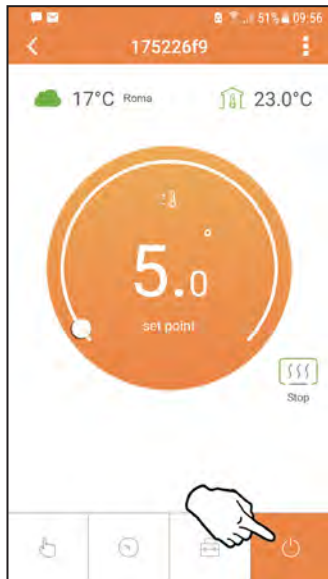 51% 09:56
175226f9
17°C Roma 23.0°C
5.0°
set point
Stop